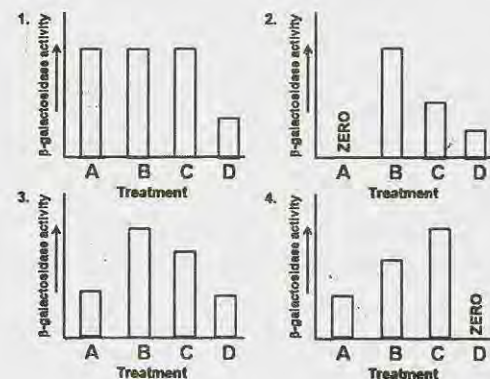 1.
β-galactosidase activity
A B C D
Treatment
2.
β-galactosidase activity
ZERO
A B C D
Treatment
3.
β-galactosidase activity
A B C D
Treatment
4.
β-galactosidase activity
ZERO
A B C D
Treatment